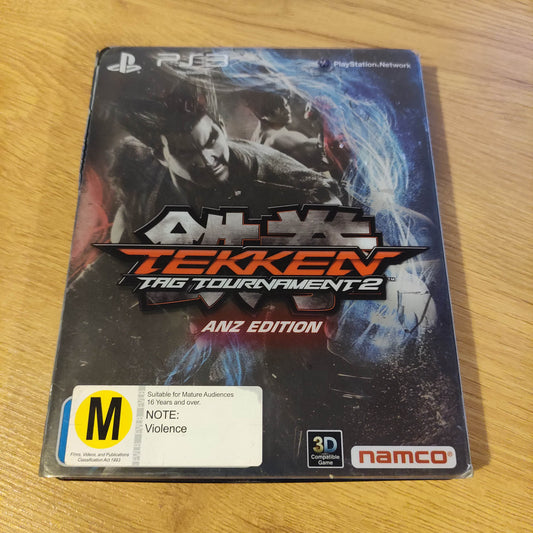 PS3
PlayStation®Network
鉄拳
TEKKEN™
TAG TOURNAMENT 2
ANZ EDITION
M
Suitable for Mature Audiences
16 Years and over.
NOTE:
Violence
Films, Videos, and Publications
Classification Act 1993
3D
Compatible
Game
namco®